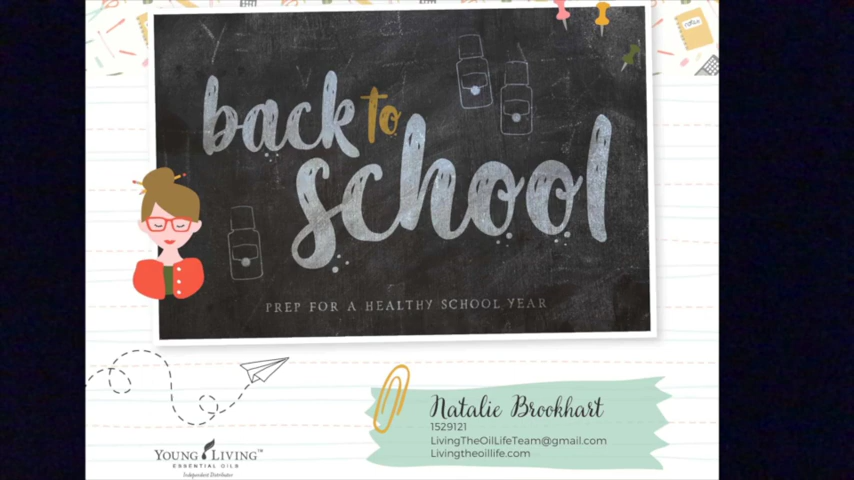 back to
school
PREP FOR A HEALTHY SCHOOL YEAR
Natalie Brookhart
1529121
LivingTheOilLifeTeam@gmail.com
Livingtheoillife.com
YOUNG LIVING™
ESSENTIAL OILS
Independent Distributor